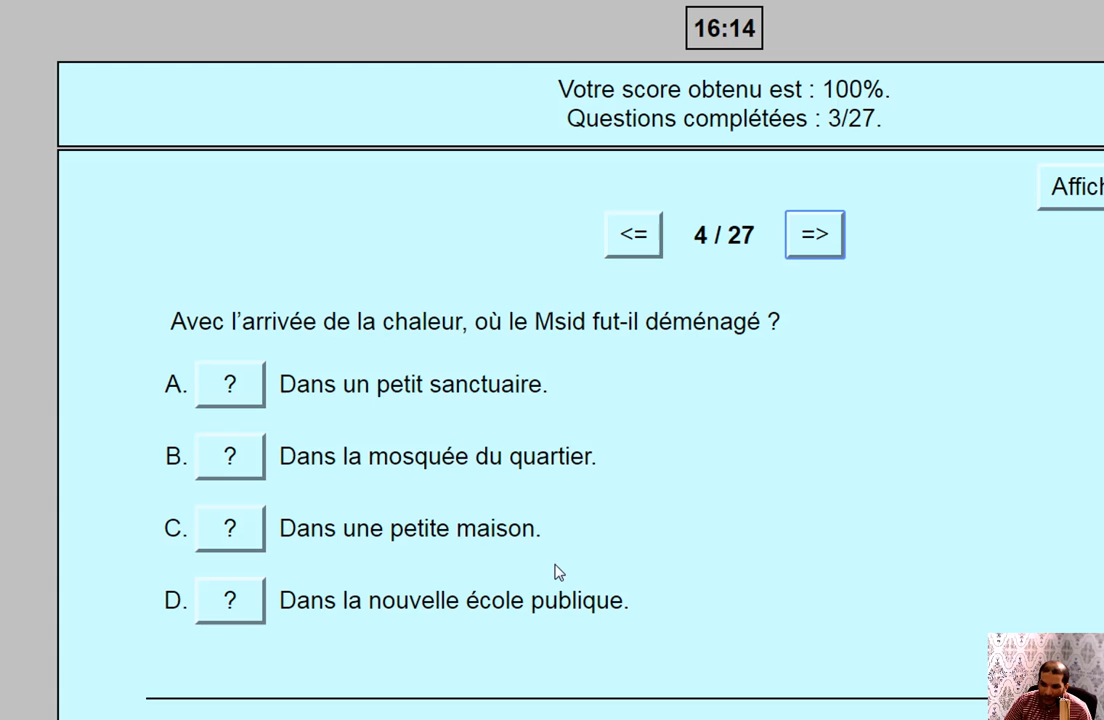 16:14
Votre score obtenu est : 100%.
Questions complétées : 3/27.
Affich
<= 4 / 27 =>
Avec l’arrivée de la chaleur, où le Msid fut-il déménagé ?
A. ? Dans un petit sanctuaire.
B. ? Dans la mosquée du quartier.
C. ? Dans une petite maison.
D. ? Dans la nouvelle école publique.